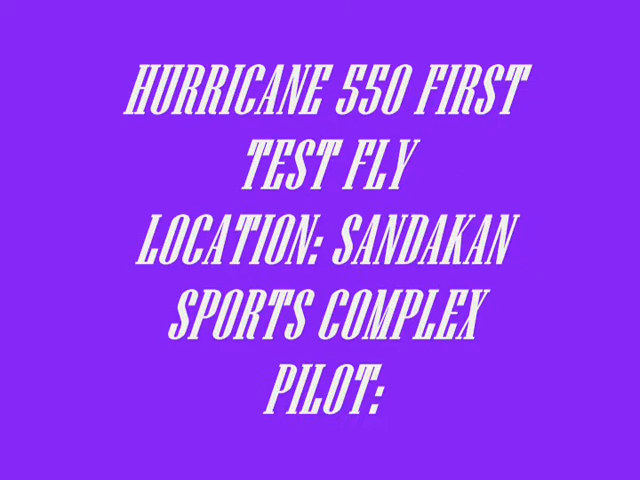 HURRICANE 550 FIRST
TEST FLY
LOCATION: SANDAKAN
SPORTS COMPLEX
PILOT: